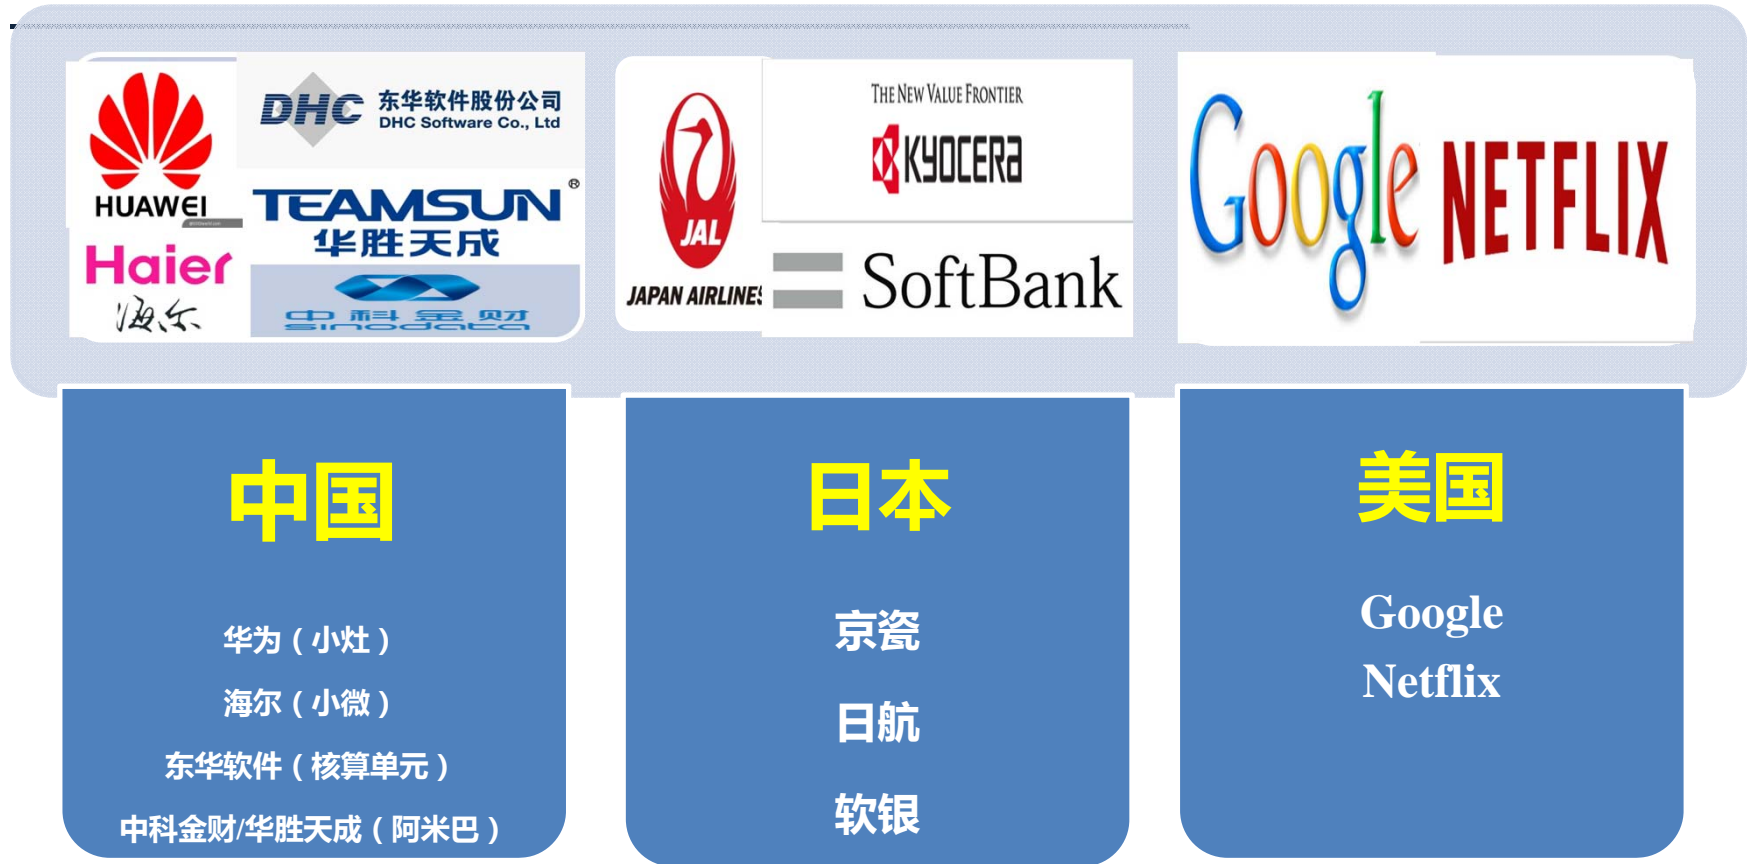 HUAWEI
Haier
海尔
DHC 东华软件股份公司
DHC Software Co., Ltd
TEAMSUN®
华胜天成
中科金财
sinodata
JAL
JAPAN AIRLINES
THE NEW VALUE FRONTIER
KYOCERA
SoftBank
Google
NETFLIX
中国
华为（小灶）
海尔（小微）
东华软件（核算单元）
中科金财/华胜天成（阿米巴）
日本
京瓷
日航
软银
美国
Google
Netflix